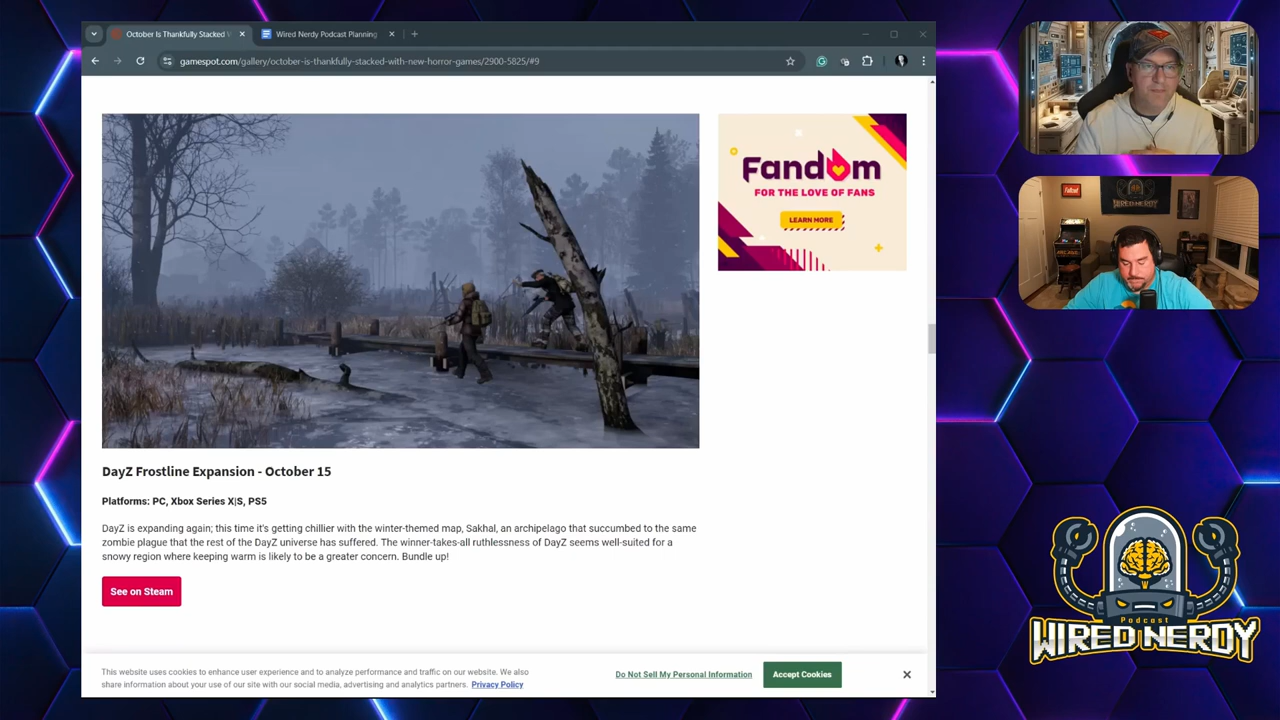 October Is Thankfully Stacked W
Wired Nerdy Podcast Planning
gamespot.com/gallery/october-is-thankfully-stacked-with-new-horror-games/2900-5825/#9
Fandom
FOR THE LOVE OF FANS
LEARN MORE
DayZ Frostline Expansion - October 15
Platforms: PC, Xbox Series X|S, PS5
DayZ is expanding again; this time it's getting chillier with the winter-themed map, Sakhal, an archipelago that succumbed to the same
zombie plague that the rest of the DayZ universe has suffered. The winner-takes-all ruthlessness of DayZ seems well-suited for a
snowy region where keeping warm is likely to be a greater concern. Bundle up!
See on Steam
This website uses cookies to enhance user experience and to analyze performance and traffic on our website. We also
share information about your use of our site with our social media, advertising and analytics partners. Privacy Policy
Do Not Sell My Personal Information
Accept Cookies
Fallout
WIRED NERDY
Podcast
WIRED NERDY